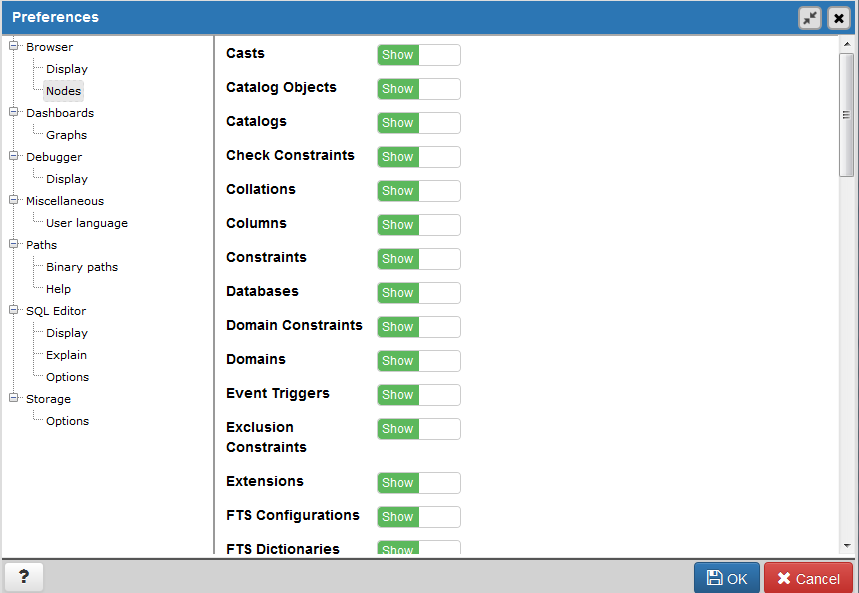 Preferences
Browser
Display
Nodes
Dashboards
Graphs
Debugger
Display
Miscellaneous
User language
Paths
Binary paths
Help
SQL Editor
Display
Explain
Options
Storage
Options
Casts Show
Catalog Objects Show
Catalogs Show
Check Constraints Show
Collations Show
Columns Show
Constraints Show
Databases Show
Domain Constraints Show
Domains Show
Event Triggers Show
Exclusion Show
Constraints
Extensions Show
FTS Configurations Show
FTS Dictionaries Show
? OK Cancel